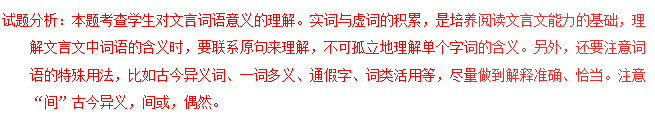 试题分析：本题考查学生对文言词语意义的理解。实词与虚词的积累，是培养阅读文言文能力的基础，理
解文言文中词语的含义时，要联系原句来理解，不可孤立地理解单个字词的含义。另外，还要注意词
语的特殊用法，比如古今异义词、一词多义、通假字、词类活用等，尽量做到解释准确、恰当。注意
“间”古今异义，间或，偶然。